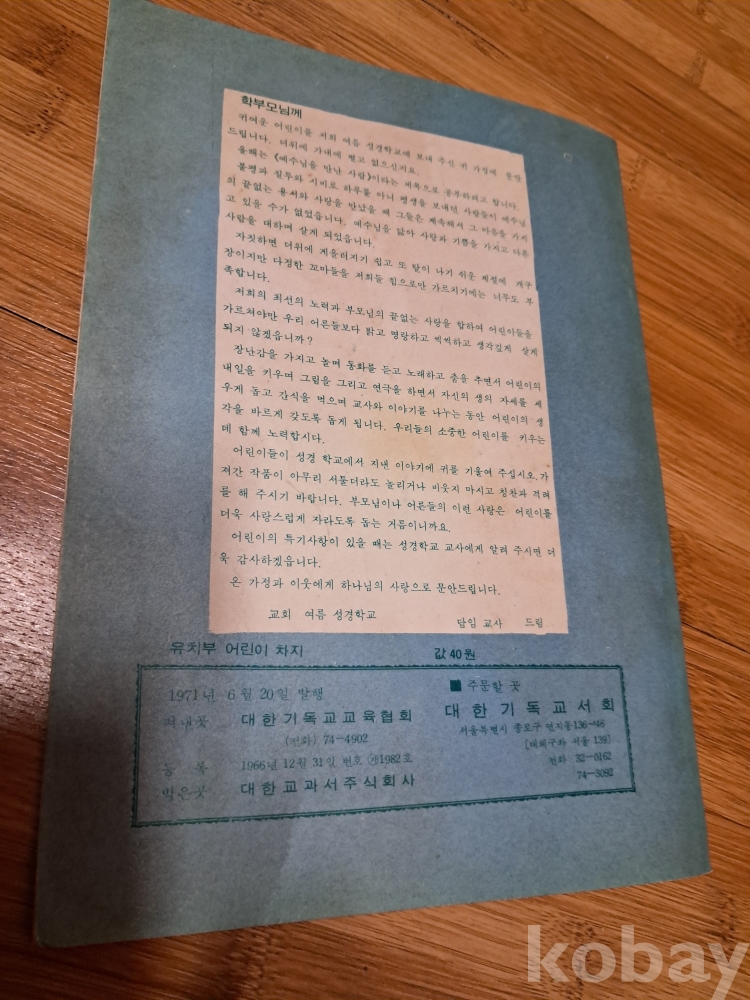 학부모님께
귀여운 어린이를 저희 여름 성경학교에 보내 주신 귀 가정에 문안
드립니다. 더위에 가내에 별고 없으신지요.
올해는 《예수님을 만난 사람》이라는 제목으로 공부하려고 합니다.
불평과 질투와 시비로 하루를 아니 평생을 보내던 사람들이 예수님
의 끝없는 용서와 사랑을 받았을 때 그들은 계속해서 그 마음을 가지
고 있을 수가 없었읍니다. 예수님을 닮아 사랑과 기쁨을 가지고 다른
사람을 대하며 살게 되었읍니다.
자칫하면 더위에 게을러지기 쉽고 또 탈이 나기 쉬운 계절에 개구
장이지만 다정한 꼬마들을 저희들 힘으로만 가르치기에는 너무도 부
족합니다.
저희의 최선의 노력과 부모님의 끝없는 사랑을 합하여 어린아들을
가르쳐야만 우리 어른들보다 밝고 명랑하고 씩씩하고 생각깊게 살게
되지 않겠읍니까?
장난감을 가지고 놀며 동화를 듣고 노래하고 춤을 추면서 어린이의
내일을 키우며 그림을 그리고 연극을 하면서 자신의 생의 자세를 세
우게 돕고 간식을 먹으며 교사와 이야기를 나누는 동안 어린이의 생
각을 바르게 갖도록 돕게 됩니다. 우리들의 소중한 어린이를 키우는
데 함께 노력합시다.
어린이들이 성경 학교에서 지낸 이야기에 귀를 기울여 주십시오. 가
져간 작품이 아무리 서툴더라도 놀리거나 비웃지 마시고 칭찬과 격려
를 해 주시기 바랍니다. 부모님이나 어른들의 이런 사랑은 어린이를
더욱 사랑스럽게 자라도록 돕는 거름이니까요.
어린이의 특기사항이 있을 때는 성경학교 교사에게 알려 주시면 더
욱 감사하겠읍니다.
온 가정과 이웃에게 하나님의 사랑으로 문안드립니다.
교회 여름 성경학교
담임 교사 드림
유치부 어린이 차지 값 40원
1971년 6월 20일 발행
펴낸곳 대한기독교교육협회
(전화) 74-4902
등록 1966년 12월 31일 번호 1982호
박은곳 대한교과서주식회사
■ 주문할 곳
대한기독교서회
서울특별시 종로구 연지동 136-46
[대체구좌 서울 139]
전화 32-0162
74-3092
kobay